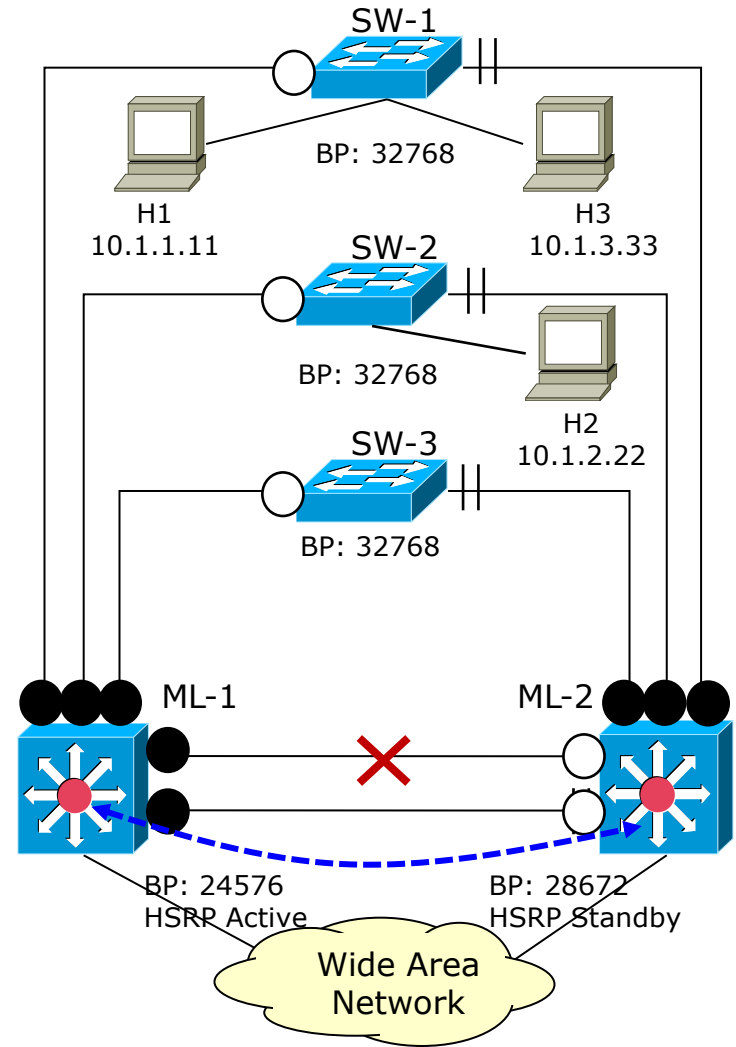 SW-1
BP: 32768
H1
10.1.1.11
H3
10.1.3.33
SW-2
BP: 32768
H2
10.1.2.22
SW-3
BP: 32768
ML-1
ML-2
BP: 24576
HSRP Active
BP: 28672
HSRP Standby
Wide Area
Network